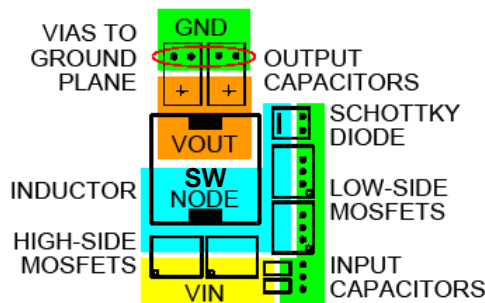 VIAS TO
GROUND
PLANE
GND
OUTPUT
CAPACITORS
+ +
SCHOTTKY
DIODE
VOUT
INDUCTOR
SW
NODE
LOW-SIDE
MOSFETS
HIGH-SIDE
MOSFETS
VIN
INPUT
CAPACITORS